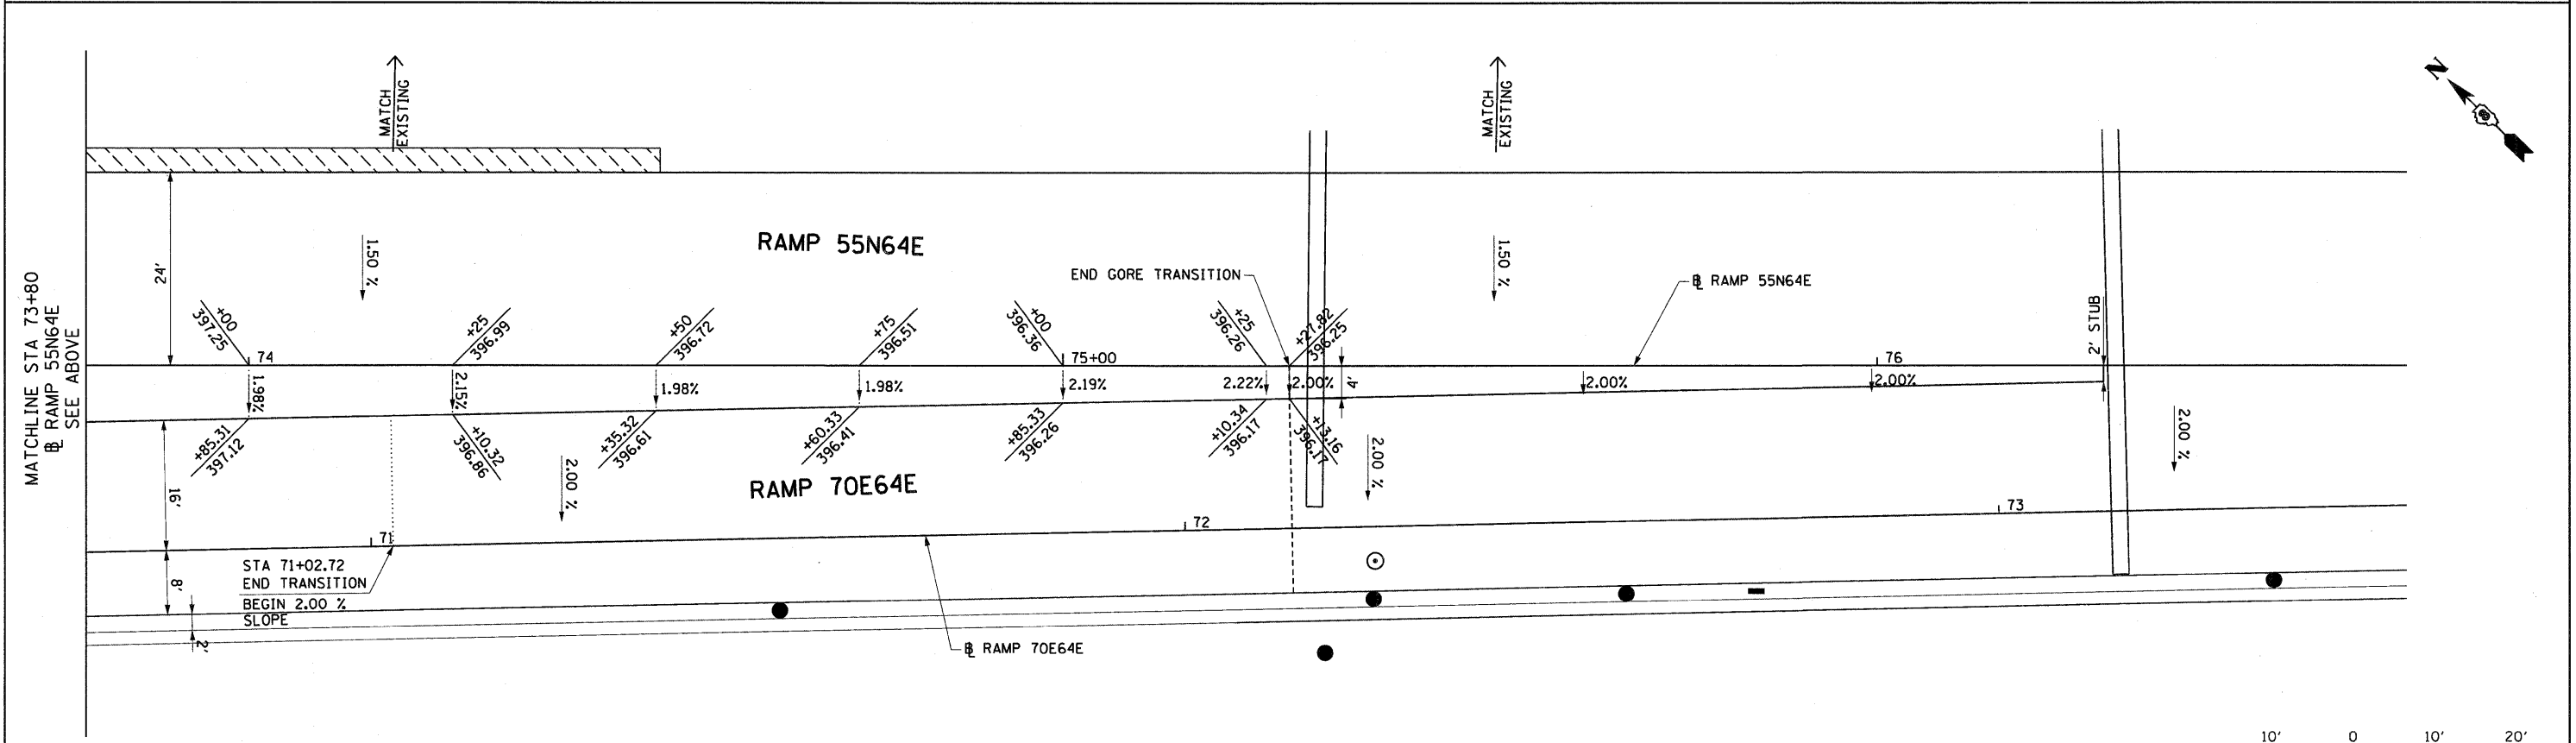 MATCH
EXISTING
MATCH
EXISTING
N
24'
1.50 %
RAMP 55N64E
END GORE TRANSITION
1.50 %
℄ RAMP 55N64E
2' STUB
MATCHLINE STA 73+80
℄ RAMP 55N64E
SEE ABOVE
+00
397.25
+25
396.99
+50
396.72
+75
396.51
+00
396.36
+25
396.26
+27.82
396.25
74
75+00
76
1.98%
2.15%
1.98%
1.98%
2.19%
2.22%
2.00%
4'
2.00%
2.00%
+85.31
397.12
+10.32
396.86
+35.32
396.61
+60.33
396.41
+85.33
396.26
+10.34
396.17
+13.16
396.17
16'
2.00 %
RAMP 70E64E
2.00 %
2.00 %
71
72
73
8'
STA 71+02.72
END TRANSITION
BEGIN 2.00 %
SLOPE
2'
℄ RAMP 70E64E
10' 0 10' 20'